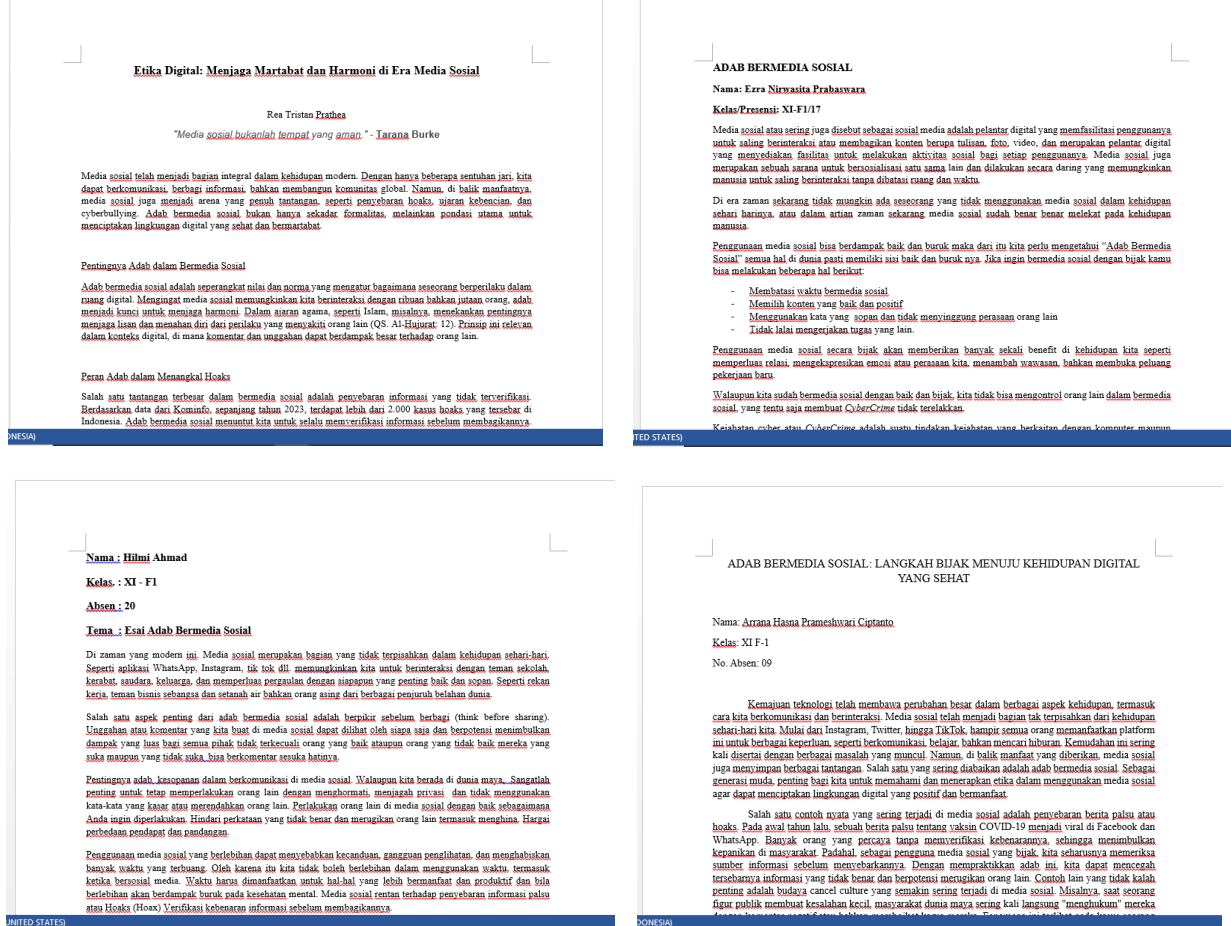 Etika Digital: Menjaga Martabat dan Harmoni di Era Media Sosial
Rea Tristan Prathea
"Media sosial bukanlah tempat yang aman." - Tarana Burke
Media sosial telah menjadi bagian integral dalam kehidupan modern. Dengan hanya beberapa sentuhan jari, kita
dapat berkomunikasi, berbagi informasi, bahkan membangun komunitas global. Namun, di balik manfaatnya,
media sosial juga menjadi arena yang penuh tantangan, seperti penyebaran hoaks, ujaran kebencian, dan
cyberbullying. Adab bermedia sosial bukan hanya sekadar formalitas, melainkan pondasi utama untuk
menciptakan lingkungan digital yang sehat dan bermartabat.
Pentingnya Adab dalam Bermedia Sosial
Adab bermedia sosial adalah seperangkat nilai dan norma yang mengatur bagaimana seseorang berperilaku dalam
ruang digital. Mengingat media sosial memungkinkan kita berinteraksi dengan ribuan bahkan jutaan orang, adab
menjadi kunci untuk menjaga harmoni. Dalam ajaran agama, seperti Islam, misalnya, menekankan pentingnya
menjaga lisan dan menahan diri dari perilaku yang menyakiti orang lain (QS. Al-Hujurat: 12). Prinsip ini relevan
dalam konteks digital, di mana komentar dan unggahan dapat berdampak besar terhadap orang lain.
Peran Adab dalam Menangkal Hoaks
Salah satu tantangan terbesar dalam bermedia sosial adalah penyebaran informasi yang tidak terverifikasi.
Berdasarkan data dari Kominfo, sepanjang tahun 2023, terdapat lebih dari 2.000 kasus hoaks yang tersebar di
Indonesia. Adab bermedia sosial menuntut kita untuk selalu memverifikasi informasi sebelum membagikannya.
ONESIA)
ADAB BERMEDIA SOSIAL
Nama: Ezra Nirwasita Prabaswara
Kelas/Presensi: XI-F1/17
Media sosial atau sering juga disebut sebagai sosial media adalah pelantar digital yang memfasilitasi penggunanya
untuk saling berinteraksi atau membagikan konten berupa tulisan, foto, video, dan merupakan pelantar digital
yang menyediakan fasilitas untuk melakukan aktivitas sosial bagi setiap penggunanya. Media sosial juga
merupakan sebuah sarana untuk bersosialisasi satu sama lain dan dilakukan secara daring yang memungkinkan
manusia untuk saling berinteraksi tanpa dibatasi ruang dan waktu.
Di era zaman sekarang tidak mungkin ada seseorang yang tidak menggunakan media sosial dalam kehidupan
sehari harinya, atau dalam artian zaman sekarang media sosial sudah benar benar melekat pada kehidupan
manusia.
Penggunaan media sosial bisa berdampak baik dan buruk maka dari itu kita perlu mengetahui "Adab Bermedia
Sosial" semua hal di dunia pasti memiliki sisi baik dan buruk nya. Jika ingin bermedia sosial dengan bijak kamu
bisa melakukan beberapa hal berikut:
- Membatasi waktu bermedia sosial
- Memilih konten yang baik dan positif
- Menggunakan kata yang sopan dan tidak menyinggung perasaan orang lain
- Tidak lalai mengerjakan tugas yang lain.
Penggunaan media sosial secara bijak akan memberikan banyak sekali benefit di kehidupan kita seperti
memperluas relasi, mengekspresikan emosi atau perasaan kita, menambah wawasan, bahkan membuka peluang
pekerjaan baru.
Walaupun kita sudah bermedia sosial dengan baik dan bijak, kita tidak bisa mengontrol orang lain dalam bermedia
sosial, yang tentu saja membuat CyberCrime tidak terelakkan.
Kejahatan cyber atau CyberCrime adalah suatu tindakan kejahatan yang berkaitan dengan komputer maupun
ITED STATES)
Nama : Hilmi Ahmad
Kelas. : XI - F1
Absen : 20
Tema : Esai Adab Bermedia Sosial
Di zaman yang modern ini. Media sosial merupakan bagian yang tidak terpisahkan dalam kehidupan sehari-hari.
Seperti aplikasi WhatsApp, Instagram, tik tok dll. memungkinkan kita untuk berinteraksi dengan teman sekolah,
kerabat, saudara, keluarga, dan memperluas pergaulan dengan siapapun yang penting baik dan sopan. Seperti rekan
kerja, teman bisnis sebangsa dan setanah air bahkan orang asing dari berbagai penjuruh belahan dunia.
Salah satu aspek penting dari adab bermedia sosial adalah berpikir sebelum berbagi (think before sharing).
Unggahan atau komentar yang kita buat di media sosial dapat dilihat oleh siapa saja dan berpotensi menimbulkan
dampak yang luas bagi semua pihak tidak terkecuali orang yang baik ataupun orang yang tidak baik mereka yang
suka maupun yang tidak suka bisa berkomentar sesuka hatinya.
Pentingnya adab kesopanan dalam berkomunikasi di media sosial. Walaupun kita berada di dunia maya, Sangatlah
penting untuk tetap memperlakukan orang lain dengan menghormati, menjagah privasi dan tidak menggunakan
kata-kata yang kasar atau merendahkan orang lain. Perlakukan orang lain di media sosial dengan baik sebagaimana
Anda ingin diperlakukan. Hindari perkataan yang tidak benar dan merugikan orang lain termasuk menghina. Hargai
perbedaan pendapat dan pandangan.
Penggunaan media sosial yang berlebihan dapat menyebabkan kecanduan, gangguan penglihatan, dan menghabiskan
banyak waktu yang terbuang. Oleh karena itu kita tidak boleh berlebihan dalam menggunakan waktu, termasuk
ketika bersosial media. Waktu harus dimanfaatkan untuk hal-hal yang lebih bermanfaat dan produktif dan bila
berlebihan akan berdampak buruk pada kesehatan mental. Media sosial rentan terhadap penyebaran informasi palsu
atau Hoaks (Hoax) Verifikasi kebenaran informasi sebelum membagikannya.
UNITED STATES)
ADAB BERMEDIA SOSIAL: LANGKAH BIJAK MENUJU KEHIDUPAN DIGITAL
YANG SEHAT
Nama: Arrana Hasna Prameshwari Ciptanto
Kelas: XI F-1
No. Absen: 09
Kemajuan teknologi telah membawa perubahan besar dalam berbagai aspek kehidupan, termasuk
cara kita berkomunikasi dan berinteraksi. Media sosial telah menjadi bagian tak terpisahkan dari kehidupan
sehari-hari kita. Mulai dari Instagram, Twitter, hingga TikTok, hampir semua orang memanfaatkan platform
ini untuk berbagai keperluan, seperti berkomunikasi, belajar, bahkan mencari hiburan. Kemudahan ini sering
kali disertai dengan berbagai masalah yang muncul. Namun, di balik manfaat yang diberikan, media sosial
juga menyimpan berbagai tantangan. Salah satu yang sering diabaikan adalah adab bermedia sosial. Sebagai
generasi muda, penting bagi kita untuk memahami dan menerapkan etika dalam menggunakan media sosial
agar dapat menciptakan lingkungan digital yang positif dan bermanfaat.
Salah satu contoh nyata yang sering terjadi di media sosial adalah penyebaran berita palsu atau
hoaks. Pada awal tahun lalu, sebuah berita palsu tentang vaksin COVID-19 menjadi viral di Facebook dan
WhatsApp. Banyak orang yang percaya tanpa memverifikasi kebenarannya, sehingga menimbulkan
kepanikan di masyarakat. Padahal, sebagai pengguna media sosial yang bijak, kita seharusnya memeriksa
sumber informasi sebelum menyebarkannya. Dengan mempraktikkan adab ini, kita dapat mencegah
tersebarnya informasi yang tidak benar dan berpotensi merugikan orang lain. Contoh lain yang tidak kalah
penting adalah budaya cancel culture yang semakin sering terjadi di media sosial. Misalnya, saat seorang
figur publik membuat kesalahan kecil, masyarakat dunia maya sering kali langsung "menghukum" mereka
DONESIA)